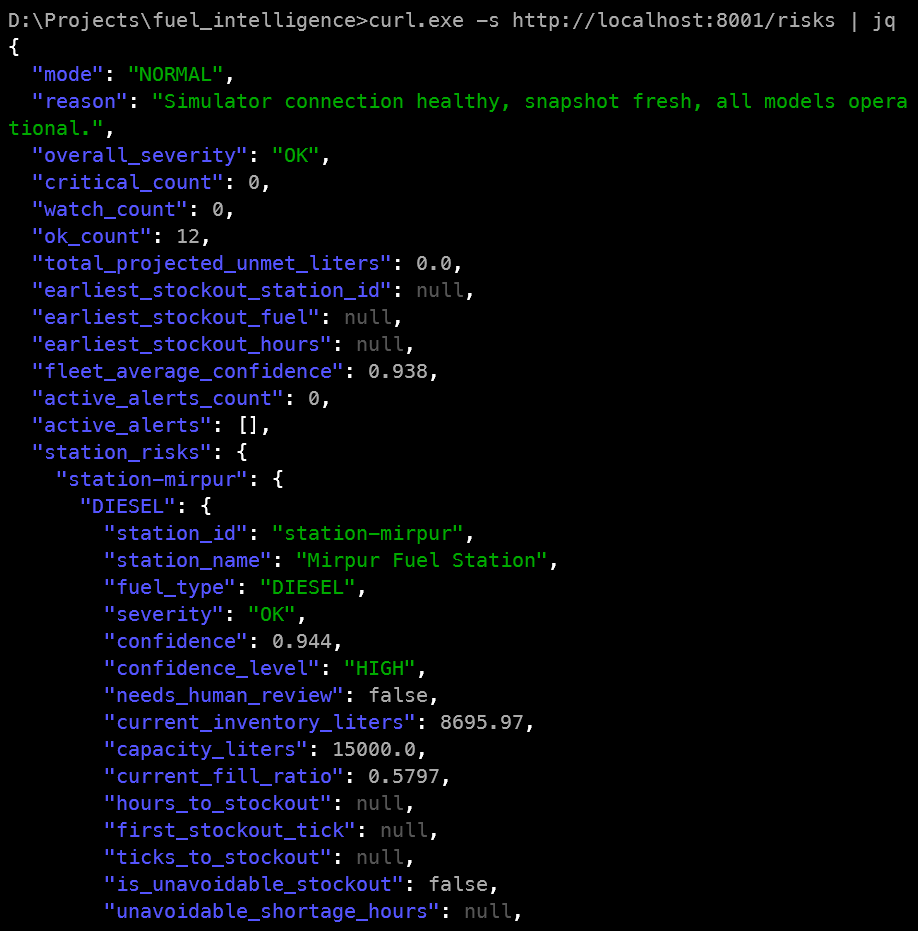 D:\Projects\fuel_intelligence>curl.exe -s http://localhost:8001/risks | jq
{
  "mode": "NORMAL",
  "reason": "Simulator connection healthy, snapshot fresh, all models opera
tional.",
  "overall_severity": "OK",
  "critical_count": 0,
  "watch_count": 0,
  "ok_count": 12,
  "total_projected_unmet_liters": 0.0,
  "earliest_stockout_station_id": null,
  "earliest_stockout_fuel": null,
  "earliest_stockout_hours": null,
  "fleet_average_confidence": 0.938,
  "active_alerts_count": 0,
  "active_alerts": [],
  "station_risks": {
    "station-mirpur": {
      "DIESEL": {
        "station_id": "station-mirpur",
        "station_name": "Mirpur Fuel Station",
        "fuel_type": "DIESEL",
        "severity": "OK",
        "confidence": 0.944,
        "confidence_level": "HIGH",
        "needs_human_review": false,
        "current_inventory_liters": 8695.97,
        "capacity_liters": 15000.0,
        "current_fill_ratio": 0.5797,
        "hours_to_stockout": null,
        "first_stockout_tick": null,
        "ticks_to_stockout": null,
        "is_unavoidable_stockout": false,
        "unavoidable_shortage_hours": null,